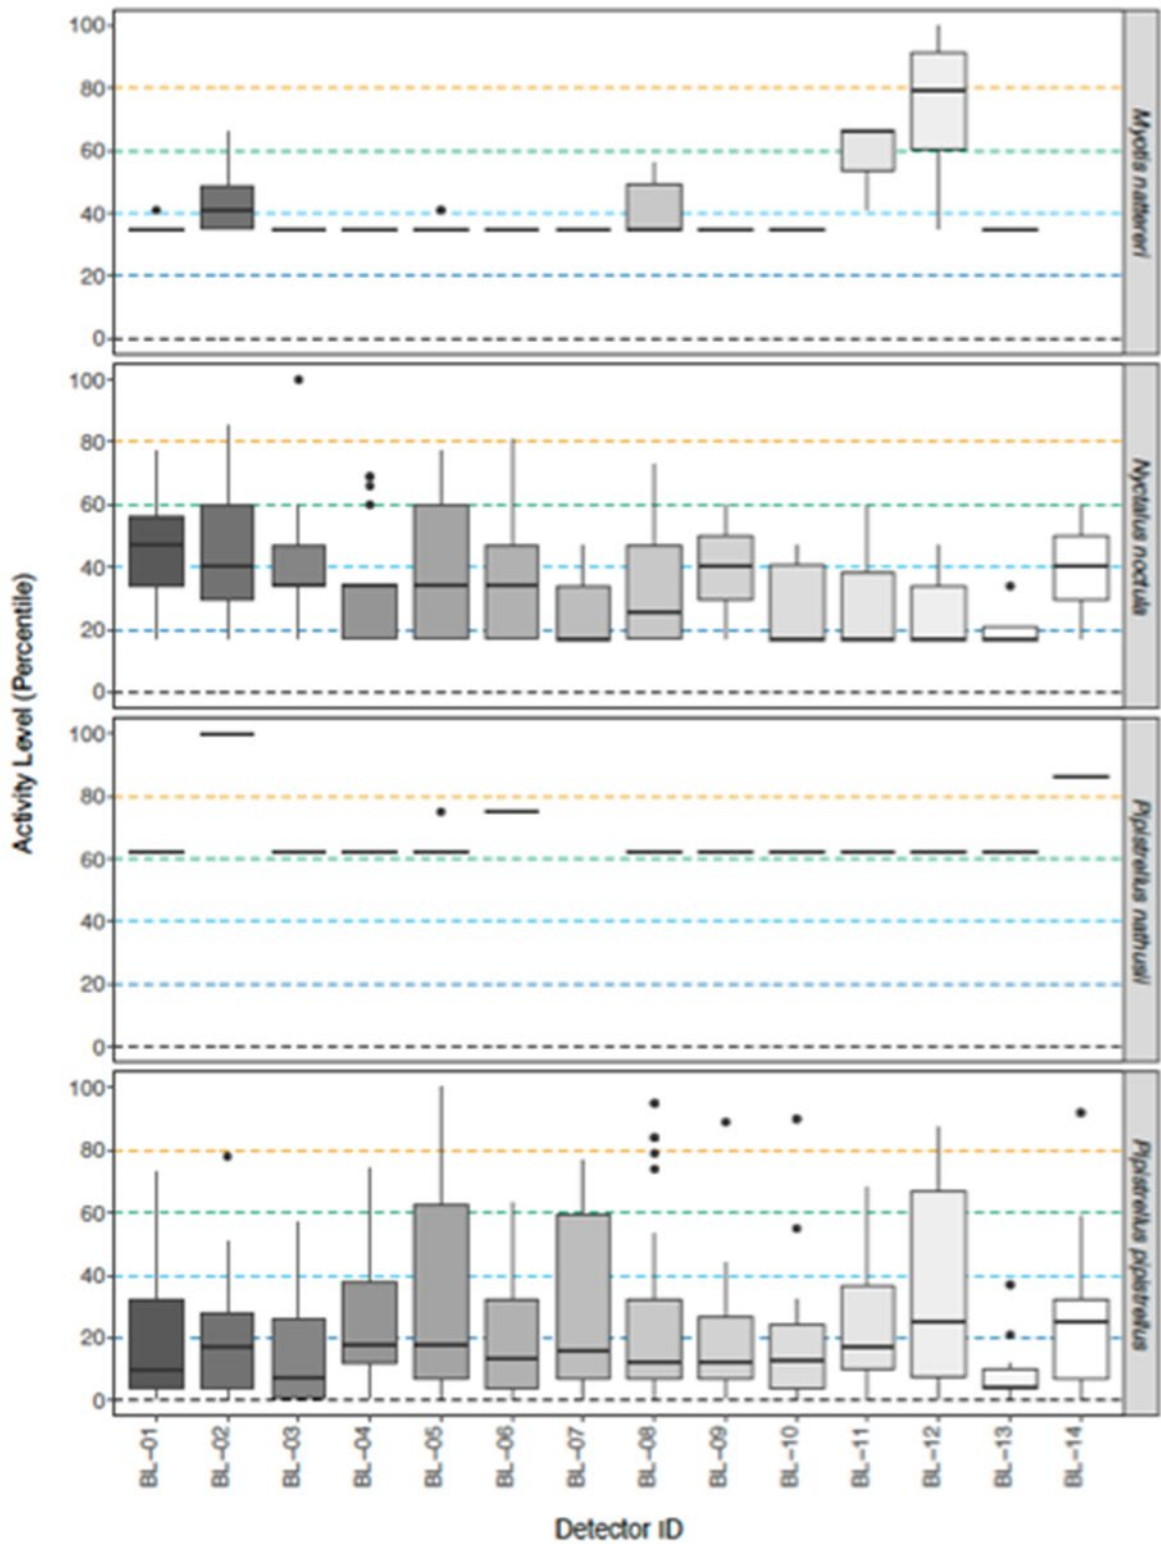 Activity Level (Percentile)
100
80
60
40
20
0
Myotis nattereri
100
80
60
40
20
0
Nyctalus noctula
100
80
60
40
20
0
Pipistrellus nathusii
100
80
60
40
20
0
Pipistrellus pipistrellus
BL-01
BL-02
BL-03
BL-04
BL-05
BL-06
BL-07
BL-08
BL-09
BL-10
BL-11
BL-12
BL-13
BL-14
Detector ID